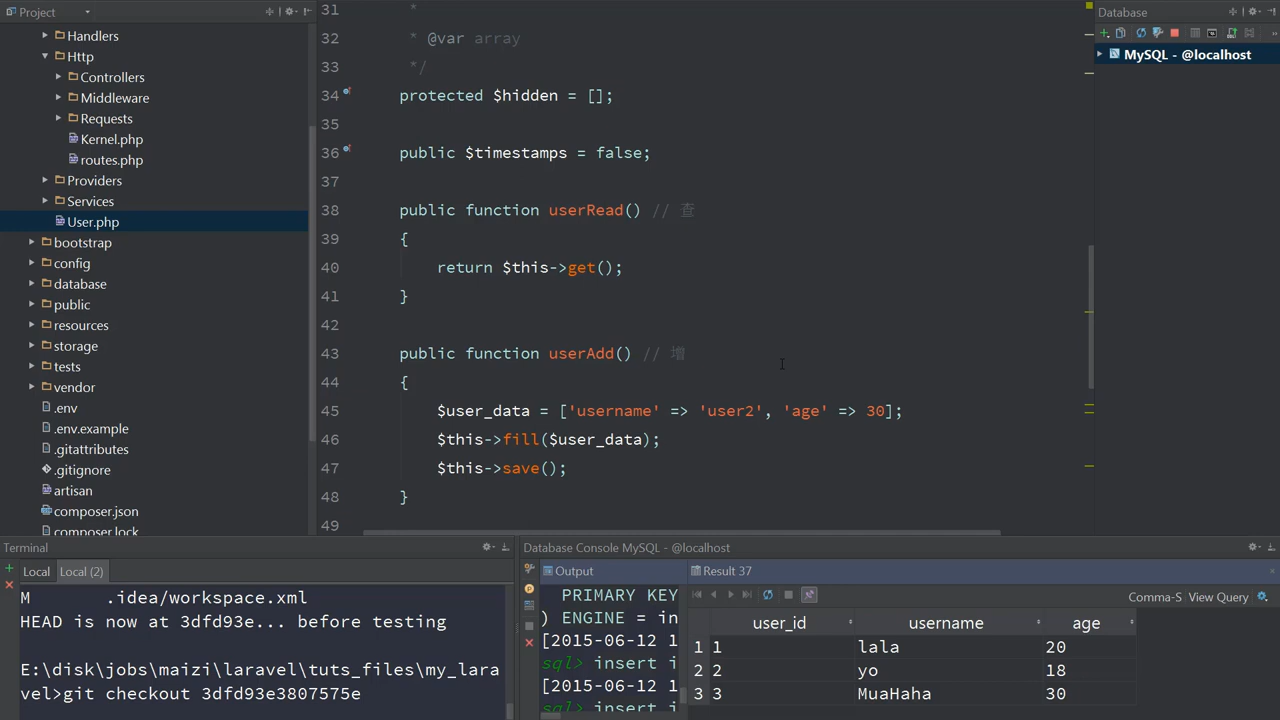 Project
Handlers
Http
Controllers
Middleware
Requests
Kernel.php
routes.php
Providers
Services
User.php
bootstrap
config
database
public
resources
storage
tests
vendor
.env
.env.example
.gitattributes
.gitignore
artisan
composer.json
composer.lock
31 *
32 * @var array
33 */
34 protected $hidden = [];
35
36 public $timestamps = false;
37
38 public function userRead() // 查
39 {
40 return $this->get();
41 }
42
43 public function userAdd() // 增
44 {
45 $user_data = ['username' => 'user2', 'age' => 30];
46 $this->fill($user_data);
47 $this->save();
48 }
49
Database
MySQL - @localhost
Terminal
Local Local (2)
M .idea/workspace.xml
HEAD is now at 3dfd93e... before testing
E:\disk\jobs\maizi\laravel\tuts_files\my_lara
vel>git checkout 3dfd93e3807575e
Database Console MySQL - @localhost
Output
PRIMARY KEY
) ENGINE = in
[2015-06-12 1
sql> insert i
[2015-06-12 1
sql> insert i
Result 37
Comma-S View Query
user_id username age
1 1 lala 20
2 2 yo 18
3 3 MuaHaha 30